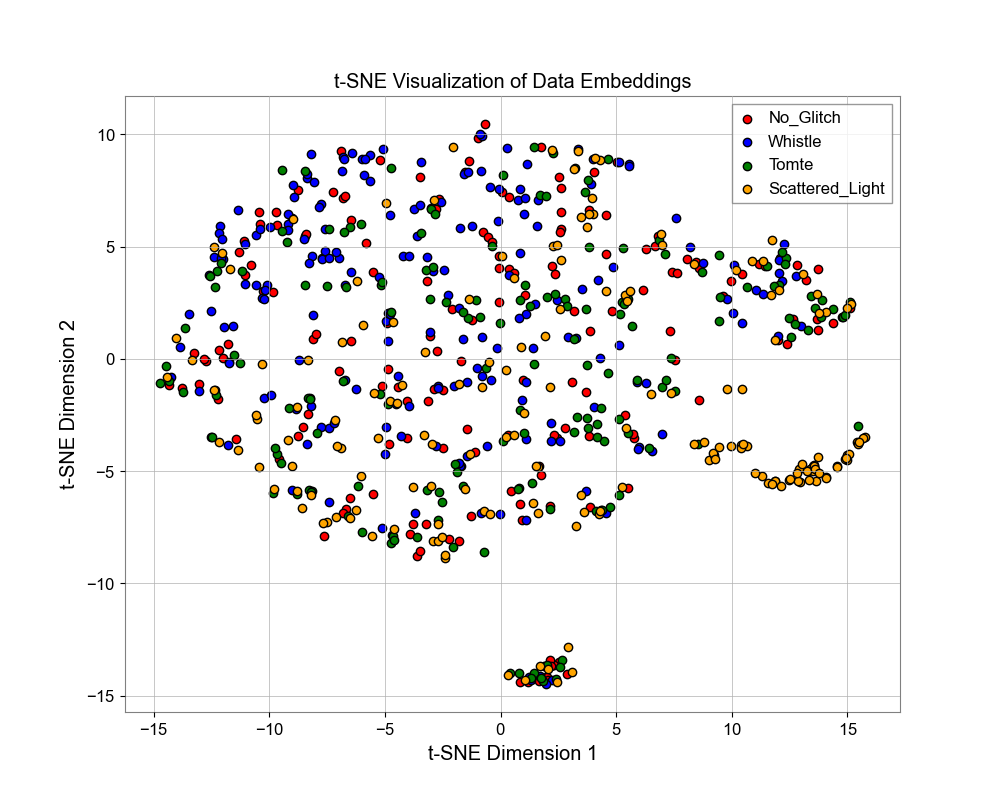 t-SNE Visualization of Data Embeddings
No_Glitch
Whistle
Tomte
Scattered_Light
10
5
0
−5
−10
−15
t-SNE Dimension 2
−15
−10
−5
0
5
10
15
t-SNE Dimension 1